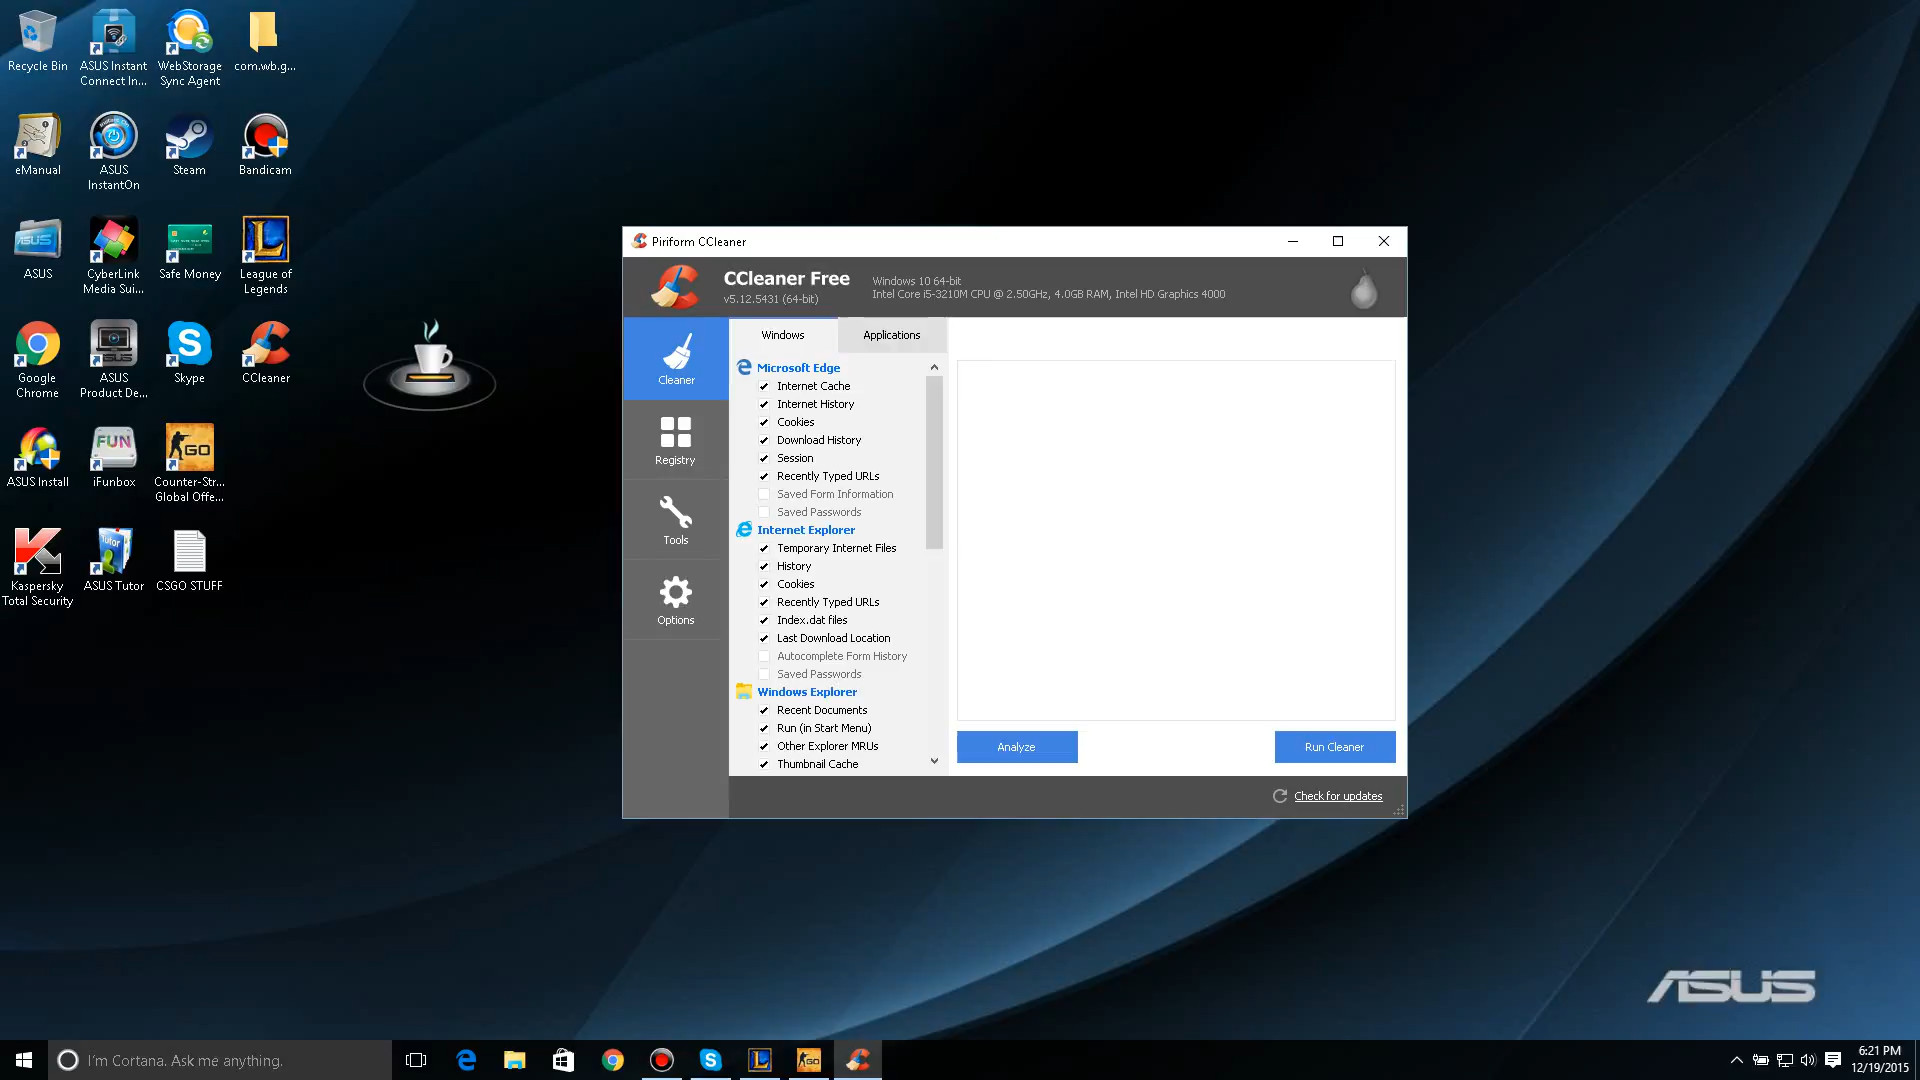 Recycle Bin
ASUS Instant
Connect In...
WebStorage
Sync Agent
com.wb.g...
eManual
ASUS
InstantOn
Steam
Bandicam
ASUS
ASUS
CyberLink
Media Sui...
Safe Money
League of
Legends
Google
Chrome
ASUS
Product De...
Skype
CCleaner
ASUS Install
FUN
iFunbox
GO
Counter-Str...
Global Offe...
Kaspersky
Total Security
Tutor
ASUS Tutor
CSGO STUFF
Piriform CCleaner
CCleaner Free
v5.12.5431 (64-bit)
Windows 10 64-bit
Intel Core i5-3210M CPU @ 2.50GHz, 4.0GB RAM, Intel HD Graphics 4000
Cleaner
Registry
Tools
Options
Windows
Applications
Microsoft Edge
Internet Cache
Internet History
Cookies
Download History
Session
Recently Typed URLs
Saved Form Information
Saved Passwords
Internet Explorer
Temporary Internet Files
History
Cookies
Recently Typed URLs
Index.dat files
Last Download Location
Autocomplete Form History
Saved Passwords
Windows Explorer
Recent Documents
Run (in Start Menu)
Other Explorer MRUs
Thumbnail Cache
Analyze
Run Cleaner
Check for updates
ASUS
I'm Cortana. Ask me anything.
GO
6:21 PM
12/19/2015